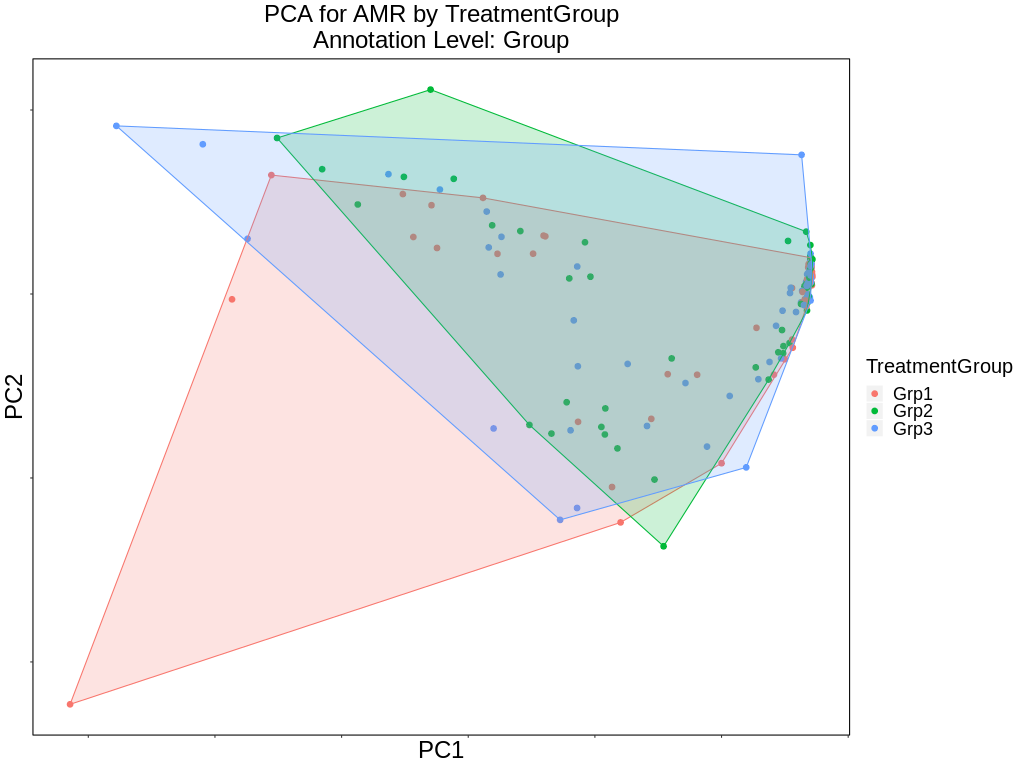 PCA for AMR by TreatmentGroup
Annotation Level: Group
PC2
TreatmentGroup
Grp1
Grp2
Grp3
PC1